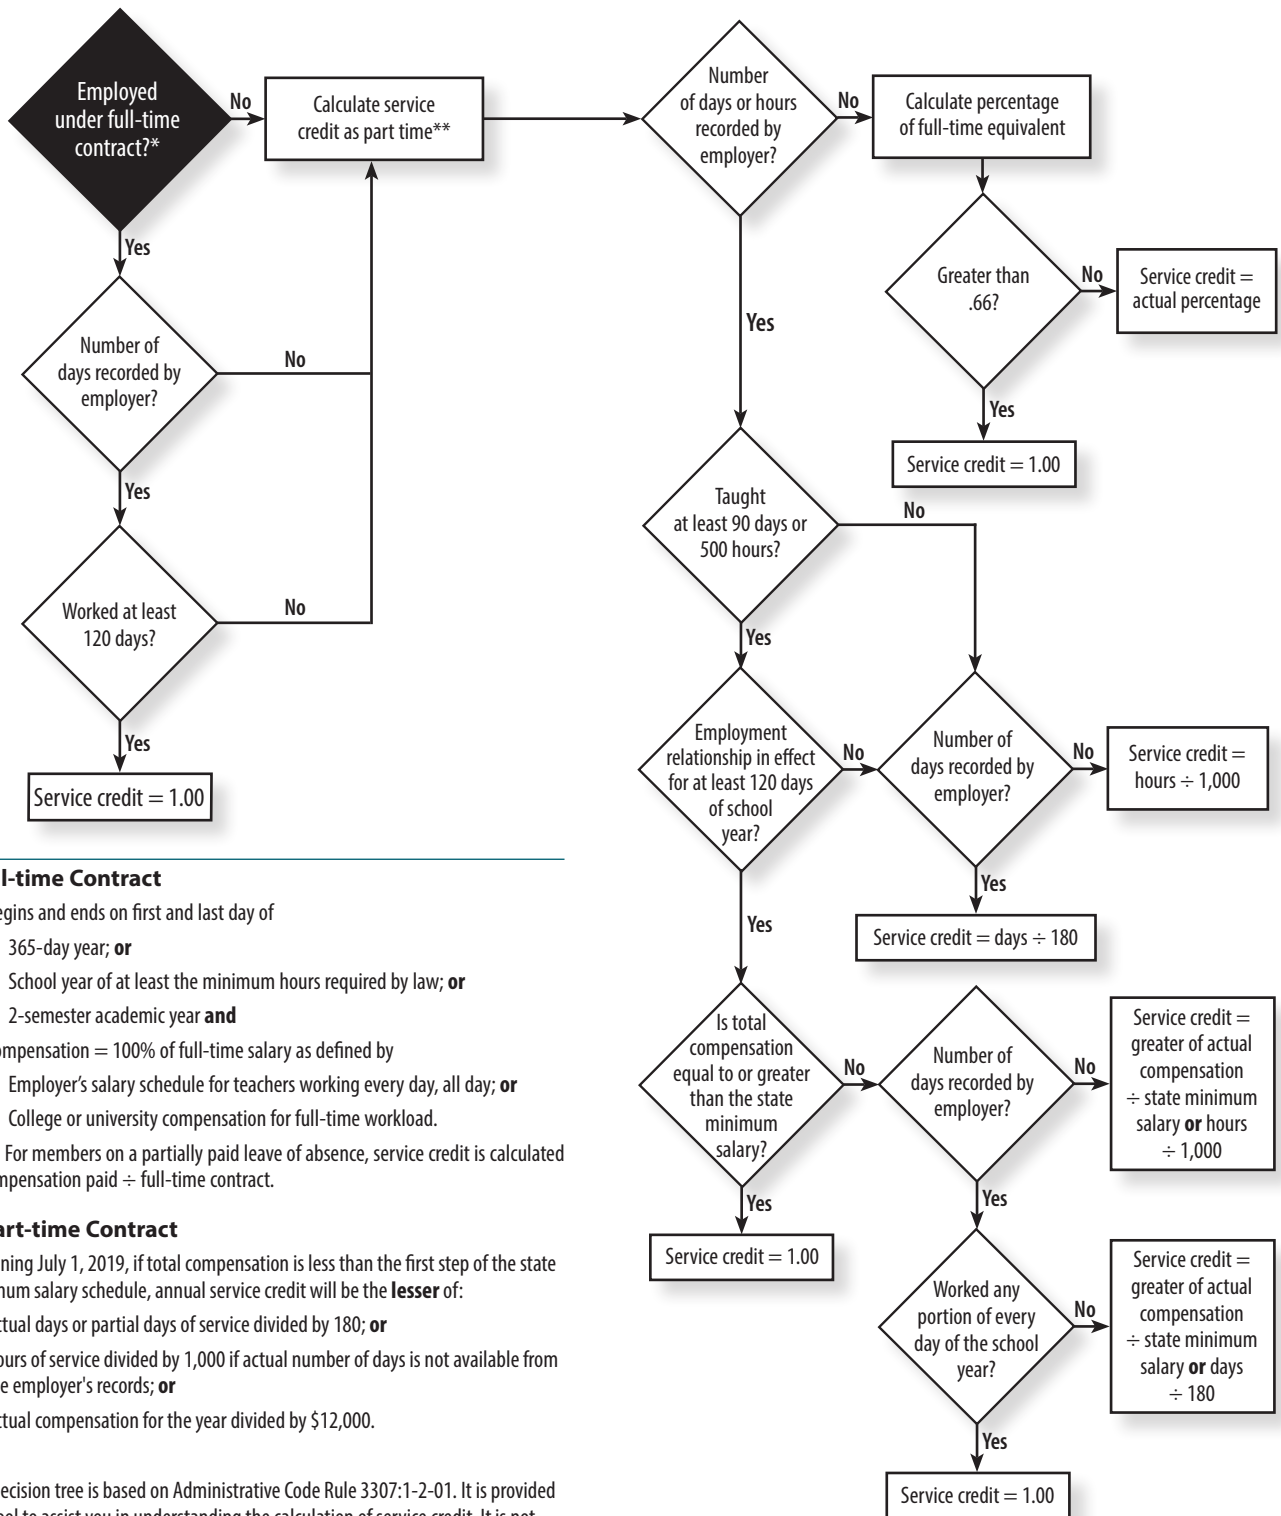 Employed
under full-time
contract?*
No
Calculate service
credit as part time**
Yes
Number of
days recorded by
employer?
No
Yes
Worked at least
120 days?
No
Yes
Service credit = 1.00
Number
of days or hours
recorded by
employer?
No
Calculate percentage
of full-time equivalent
Greater than
.66?
No
Service credit =
actual percentage
Yes
Service credit = 1.00
Yes
Taught
at least 90 days or
500 hours?
No
Yes
Employment
relationship in effect
for at least 120 days
of school
year?
No
Number of
days recorded by
employer?
No
Service credit =
hours ÷ 1,000
Yes
Service credit = days ÷ 180
Yes
Is total
compensation
equal to or greater
than the state
minimum
salary?
No
Number of
days recorded by
employer?
No
Service credit =
greater of actual
compensation
÷ state minimum
salary or hours
÷ 1,000
Yes
Service credit = 1.00
Yes
Worked any
portion of every
day of the school
year?
No
Service credit =
greater of actual
compensation
÷ state minimum
salary or days
÷ 180
Yes
Service credit = 1.00
l-time Contract
egins and ends on first and last day of
365-day year; or
School year of at least the minimum hours required by law; or
2-semester academic year and
ompensation = 100% of full-time salary as defined by
Employer's salary schedule for teachers working every day, all day; or
College or university compensation for full-time workload.
For members on a partially paid leave of absence, service credit is calculated
mpensation paid ÷ full-time contract.
art-time Contract
ning July 1, 2019, if total compensation is less than the first step of the state
num salary schedule, annual service credit will be the lesser of:
ctual days or partial days of service divided by 180; or
ours of service divided by 1,000 if actual number of days is not available from
e employer's records; or
ctual compensation for the year divided by $12,000.
ecision tree is based on Administrative Code Rule 3307:1-2-01. It is provided
ool to assist you in understanding the calculation of service credit. It is not